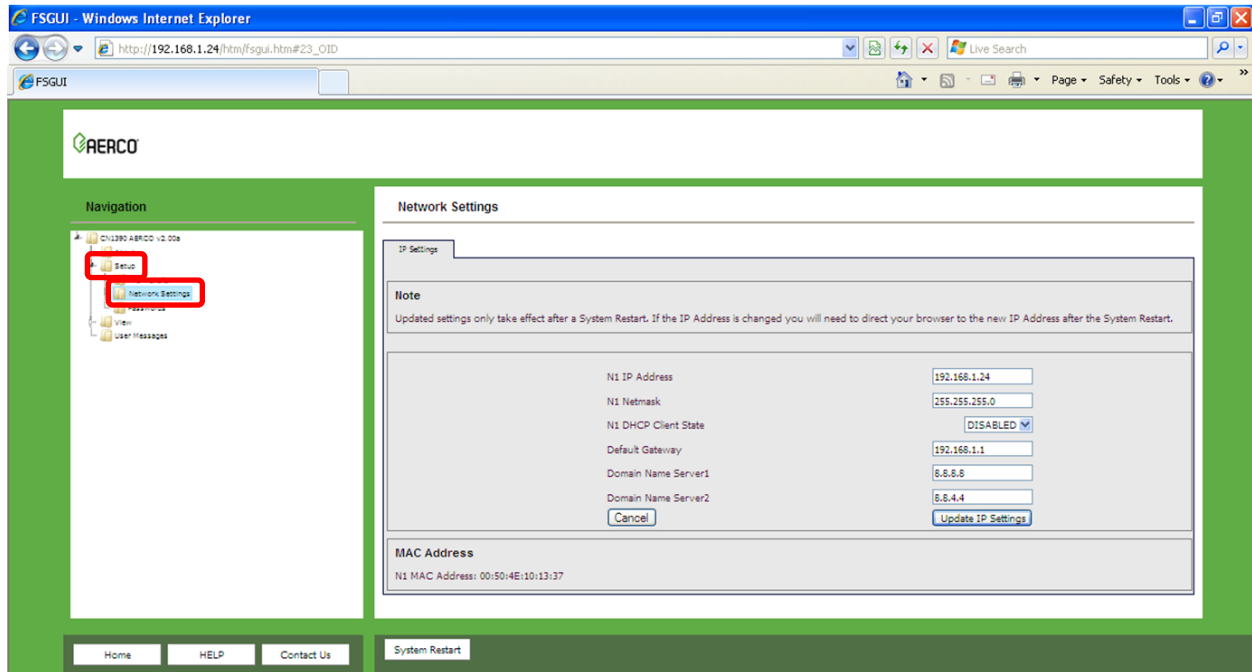 FSGUI - Windows Internet Explorer
http://192.168.1.24/htm/fsgui.htm#23_OID
Live Search
FSGUI
Page
Safety
Tools
»
AERCO
Navigation
CN1390 AERCO v2.00a
Setup
Network Settings
Passwords
View
User Messages
Network Settings
IP Settings
Note
Updated settings only take effect after a System Restart. If the IP Address is changed you will need to direct your browser to the new IP Address after the System Restart.
N1 IP Address 192.168.1.24
N1 Netmask 255.255.255.0
N1 DHCP Client State DISABLED
Default Gateway 192.168.1.1
Domain Name Server1 8.8.8.8
Domain Name Server2 8.8.4.4
Cancel Update IP Settings
MAC Address
N1 MAC Address: 00:50:4E:10:13:37
Home HELP Contact Us System Restart